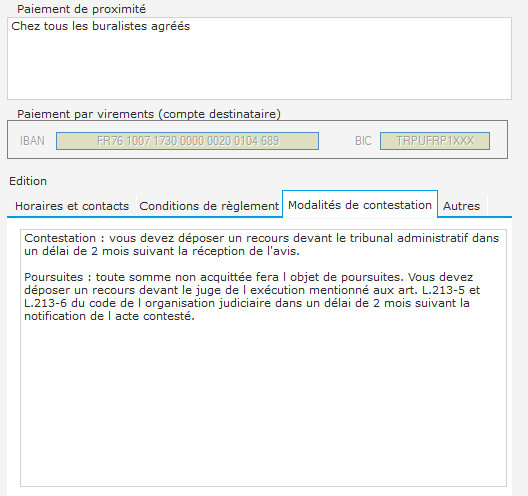 Paiement de proximité
Chez tous les buralistes agréés
Paiement par virements (compte destinataire)
IBAN FR76 1007 1730 0000 0020 0104 689 BIC TRPUFRP1XXX
Edition
Horaires et contacts Conditions de règlement Modalités de contestation Autres
Contestation : vous devez déposer un recours devant le tribunal administratif dans
un délai de 2 mois suivant la réception de l'avis.
Poursuites : toute somme non acquittée fera l objet de poursuites. Vous devez
déposer un recours devant le juge de l exécution mentionné aux art. L.213-5 et
L.213-6 du code de l organisation judiciaire dans un délai de 2 mois suivant la
notification de l acte contesté.